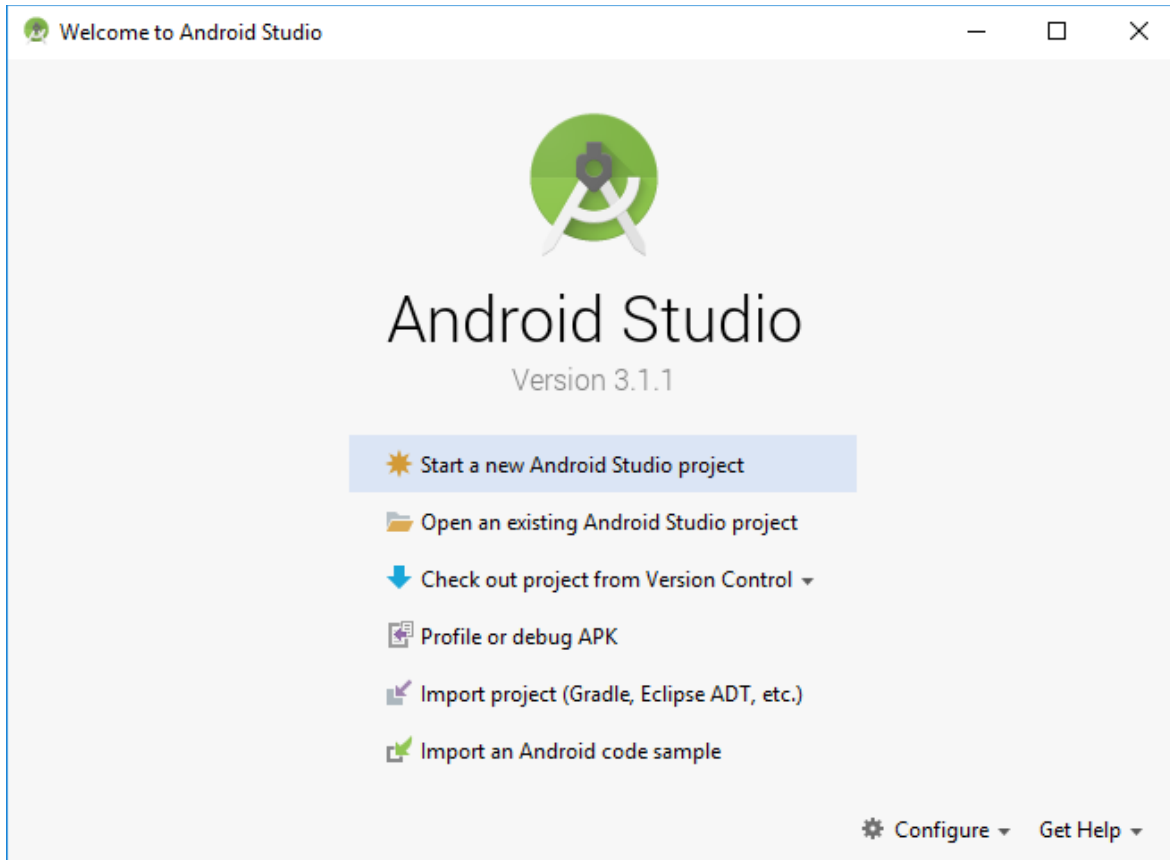 Welcome to Android Studio
Android Studio
Version 3.1.1
Start a new Android Studio project
Open an existing Android Studio project
Check out project from Version Control
Profile or debug APK
Import project (Gradle, Eclipse ADT, etc.)
Import an Android code sample
Configure Get Help